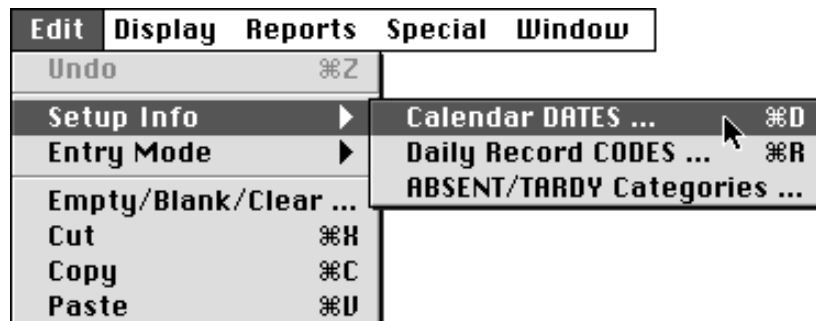 Edit Display Reports Special Window
Undo ⌘Z
Setup Info ▶ Calendar DATES ... ⌘D
Entry Mode ▶ Daily Record CODES ... ⌘R
ABSENT/TARDY Categories ...
Empty/Blank/Clear ...
Cut ⌘X
Copy ⌘C
Paste ⌘V